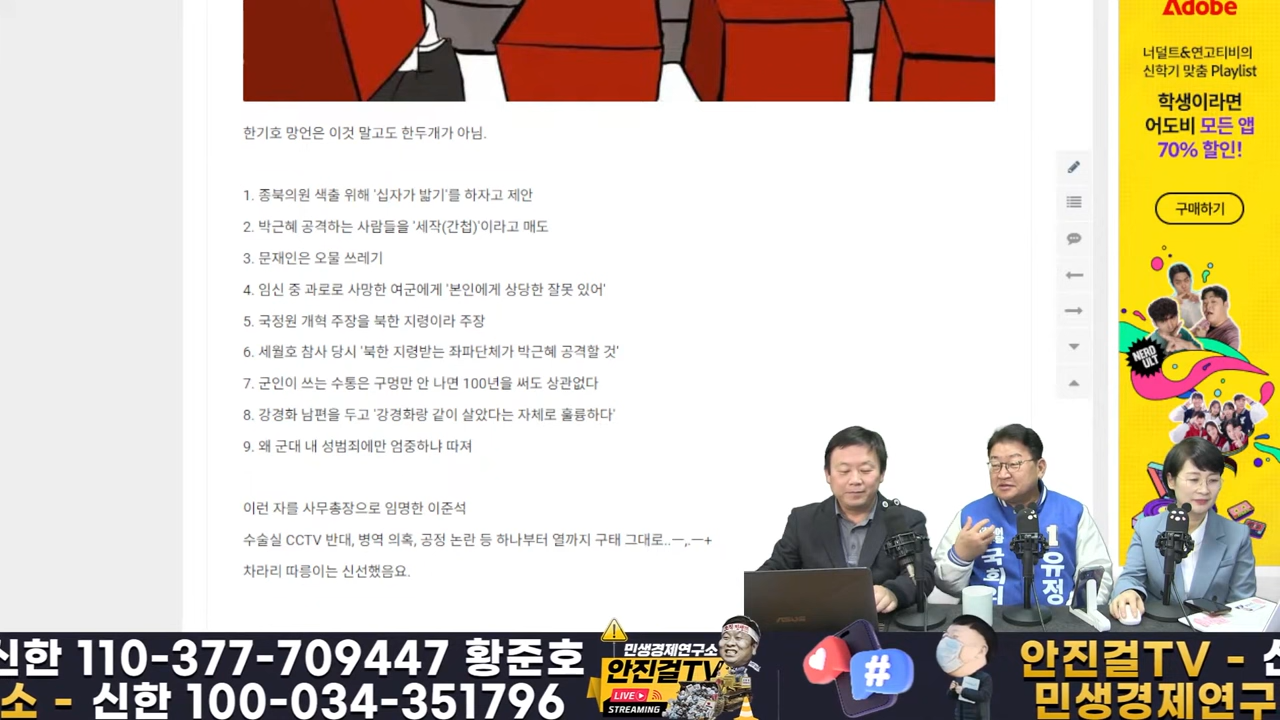 한기호 망언은 이것 말고도 한두개가 아님.
1. 종북의원 색출 위해 '십자가 밟기'를 하자고 제안
2. 박근혜 공격하는 사람들을 '세작(간첩)'이라고 매도
3. 문재인은 오물 쓰레기
4. 임신 중 과로로 사망한 여군에게 '본인에게 상당한 잘못 있어'
5. 국정원 개혁 주장을 북한 지령이라 주장
6. 세월호 참사 당시 '북한 지령받는 좌파단체가 박근혜 공격할 것'
7. 군인이 쓰는 수통은 구멍만 안 나면 100년을 써도 상관없다
8. 강경화 남편을 두고 '강경화랑 같이 살았다는 자체로 훌륭하다'
9. 왜 군대 내 성범죄에만 엄중하냐 따져
이런 자를 사무총장으로 임명한 이준석
수술실 CCTV 반대, 병역 의혹, 공정 논란 등 하나부터 열까지 구태 그대로..ㅡ,.ㅡ+
차라리 따릉이는 신선했음요.
Adobe
너덜트&연고티비의
신학기 맞춤 Playlist
학생이라면
어도비 모든 앱
70% 할인!
구매하기
NERD
ULT
1
유정
국회의
ASUS
신한 110-377-709447 황준호
소 - 신한 100-034-351796
민생경제연구소
안진걸TV
LIVE
STREAMING
#
안진걸TV - 신
민생경제연구